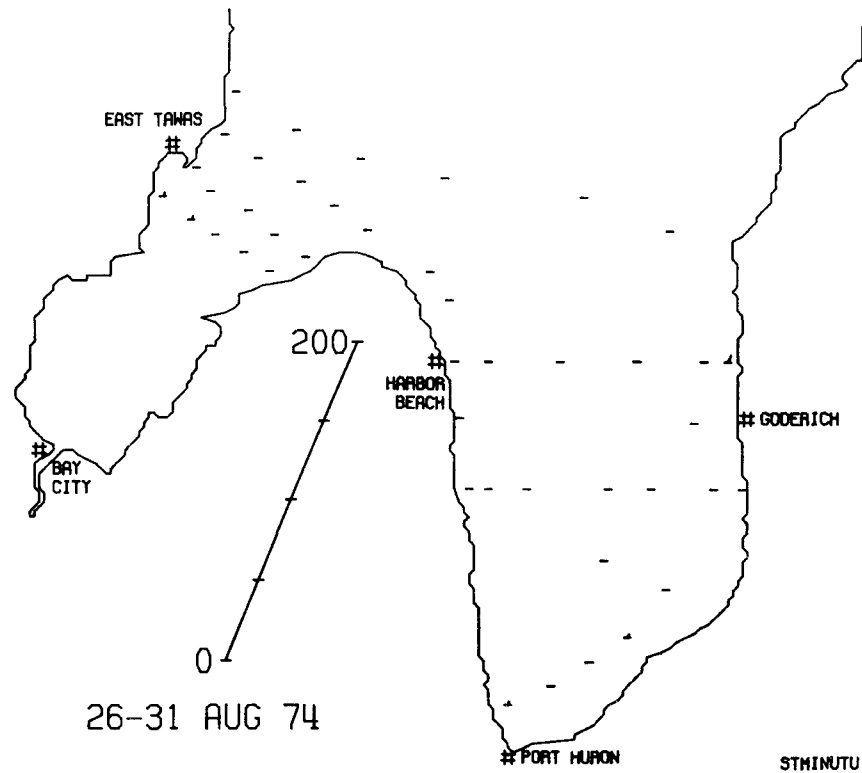 EAST TAWAS
200
HARBOR
BEACH
GODERICH
BAY
CITY
0
26-31 AUG 74
PORT HURON
STMINUTU